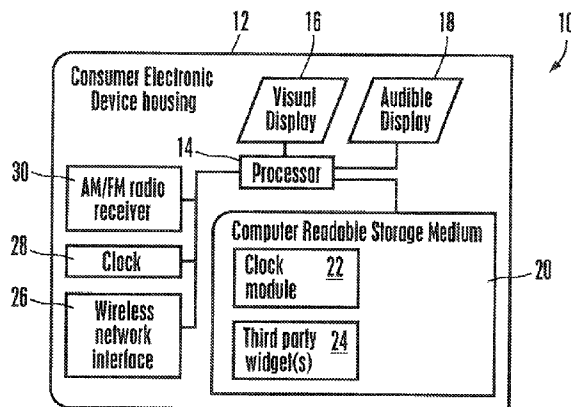 12
16
18
10
Consumer Electronic
Device housing
Visual
Display
Audible
Display
14
Processor
30
AM/FM radio
receiver
28
Clock
26
Wireless
network
interface
Computer Readable Storage Medium
20
Clock 22
module
Third party 24
widget(s)